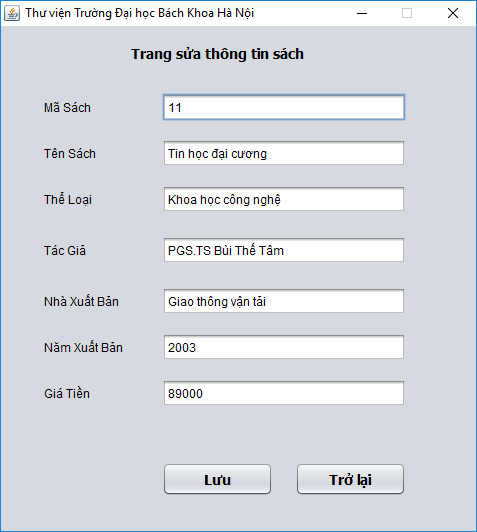 Thư viện Trường Đại học Bách Khoa Hà Nội
Trang sửa thông tin sách
Mã Sách 11
Tên Sách Tin học đại cương
Thể Loại Khoa học công nghệ
Tác Giả PGS.TS Bùi Thế Tâm
Nhà Xuất Bản Giao thông vận tải
Năm Xuất Bản 2003
Giá Tiền 89000
Lưu Trở lại